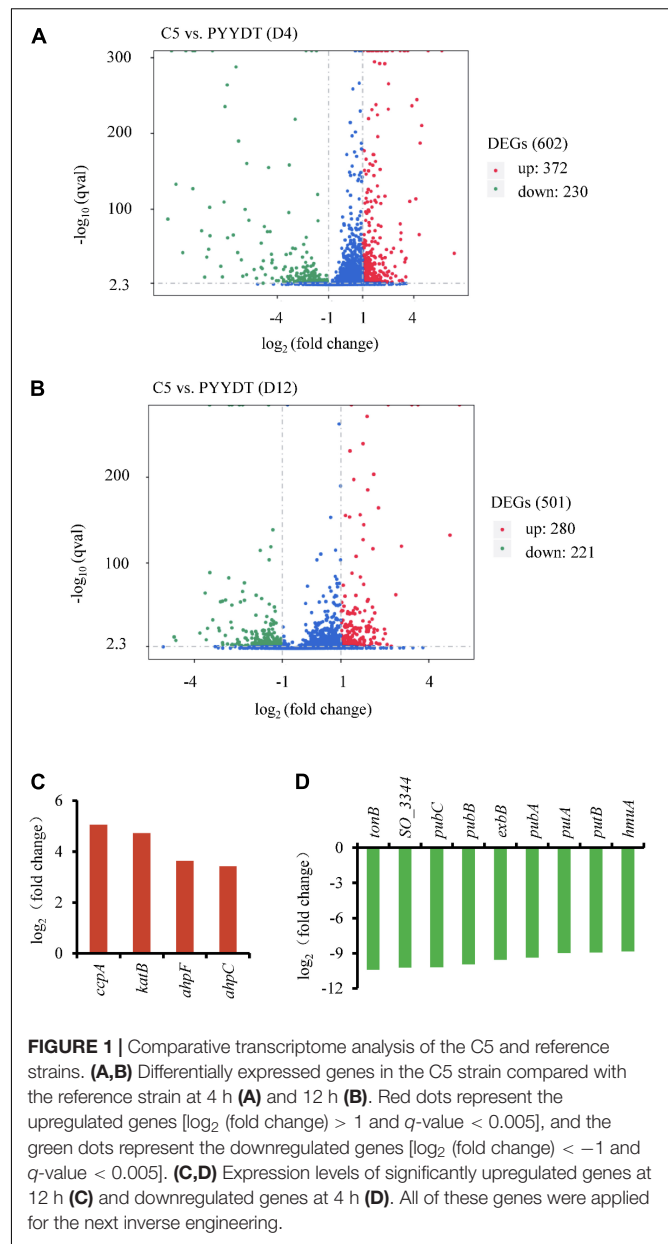 A
C5 vs. PYYDT (D4)
300
200
100
2.3
-log10 (qval)
-4
-1
1
4
log2 (fold change)
DEGs (602)
up: 372
down: 230
B
C5 vs. PYYDT (D12)
200
100
2.3
-log10 (qval)
-4
-1
1
4
log2 (fold change)
DEGs (501)
up: 280
down: 221
C
6
4
2
0
log2 (fold change)
ccpA
katB
ahpF
ahpC
D
tonB
SO_3344
pubC
pubB
exbB
pubA
putA
putB
hmuA
0
-3
-6
-9
-12
log2 (fold change)
FIGURE 1 | Comparative transcriptome analysis of the C5 and reference
strains. (A,B) Differentially expressed genes in the C5 strain compared with
the reference strain at 4 h (A) and 12 h (B). Red dots represent the
upregulated genes [log2 (fold change) > 1 and q-value < 0.005], and the
green dots represent the downregulated genes [log2 (fold change) < −1 and
q-value < 0.005]. (C,D) Expression levels of significantly upregulated genes at
12 h (C) and downregulated genes at 4 h (D). All of these genes were applied
for the next inverse engineering.